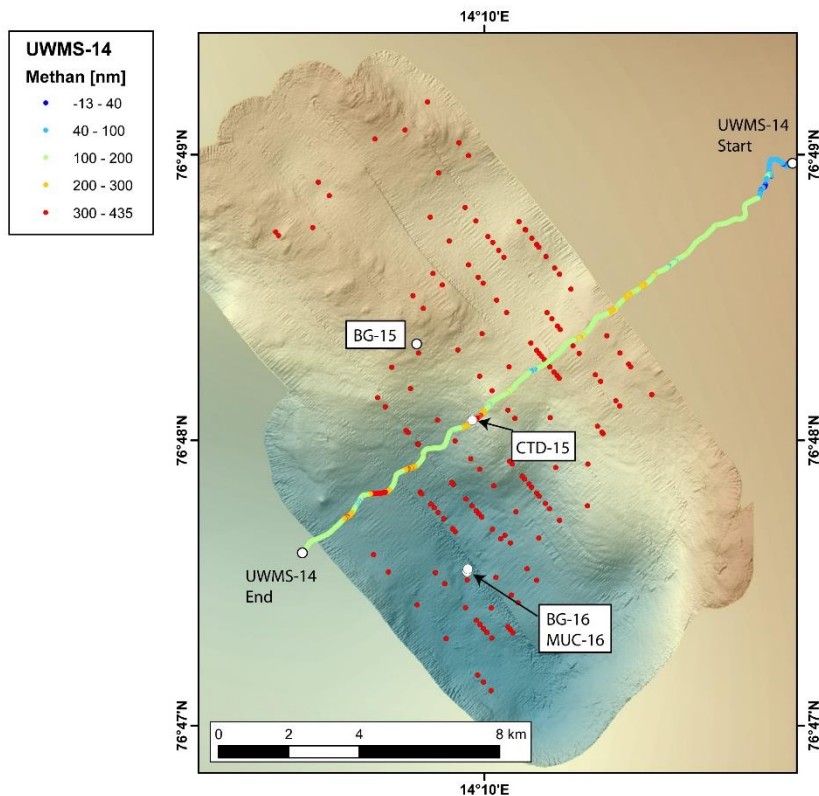 14°10'E
UWMS-14
Methan [nm]
-13 - 40
40 - 100
100 - 200
200 - 300
300 - 435
UWMS-14
Start
76°49'N
76°49'N
BG-15
76°48'N
76°48'N
CTD-15
UWMS-14
End
BG-16
MUC-16
76°47'N
76°47'N
0 2 4 8 km
14°10'E